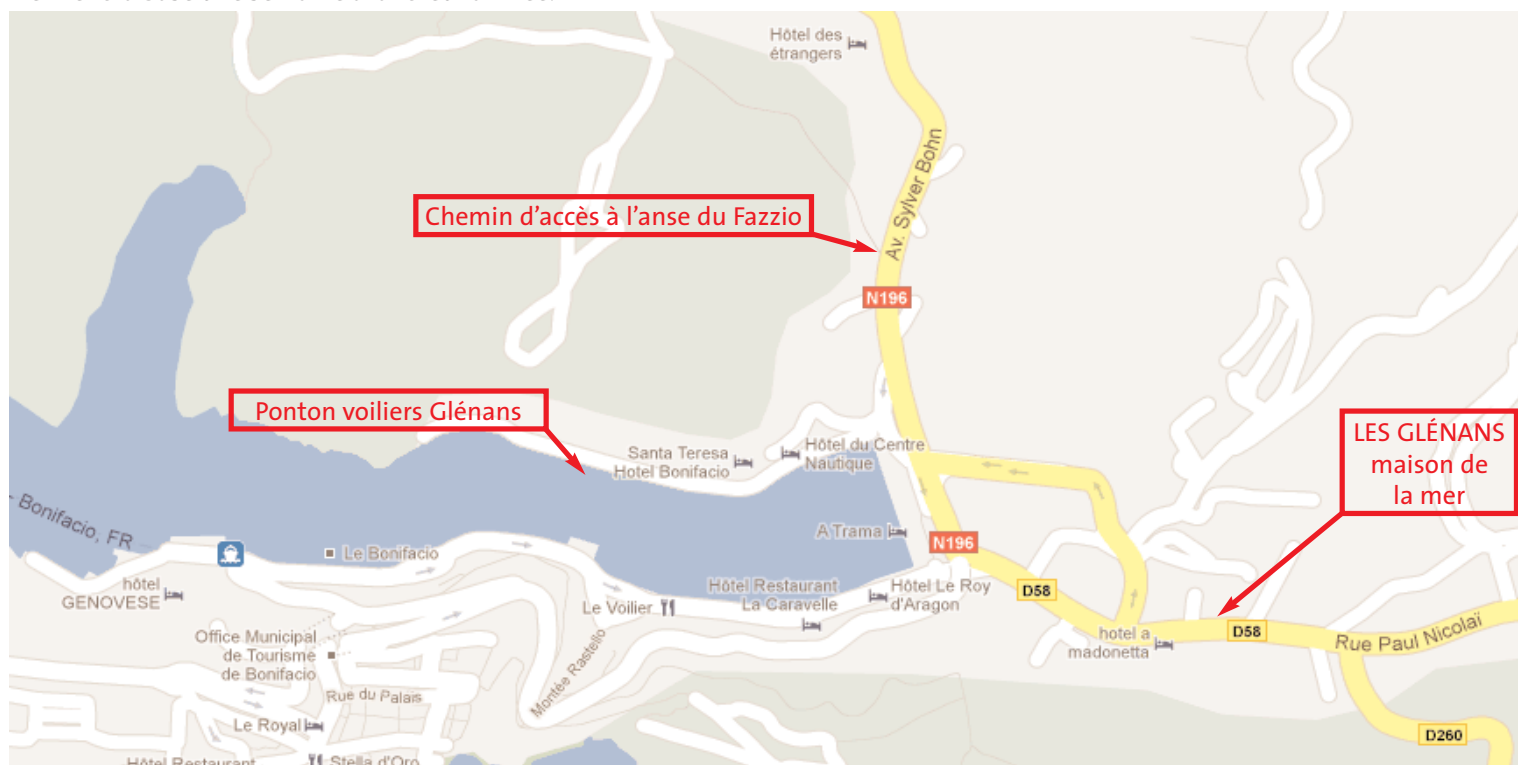 Hôtel des
étrangers
Av. Sylver Bohn
Chemin d'accès à l'anse du Fazzio
N196
Ponton voiliers Glénans
LES GLÉNANS
maison de
la mer
Santa Teresa
Hotel Bonifacio
Hôtel du Centre
Nautique
Bonifacio, FR
A Trama
N196
Le Bonifacio
hôtel
GENOVESE
Hôtel Restaurant
La Caravelle
Hôtel Le Roy
d'Aragon
D58
Le Voilier
hotel a
madonetta
D58
Rue Paul Nicolaï
Office Municipal
de Tourisme
de Bonifacio
Montée Rastello
Rue du Palais
Le Royal
D260
Hôtel Restaurant
Stella d'Oro